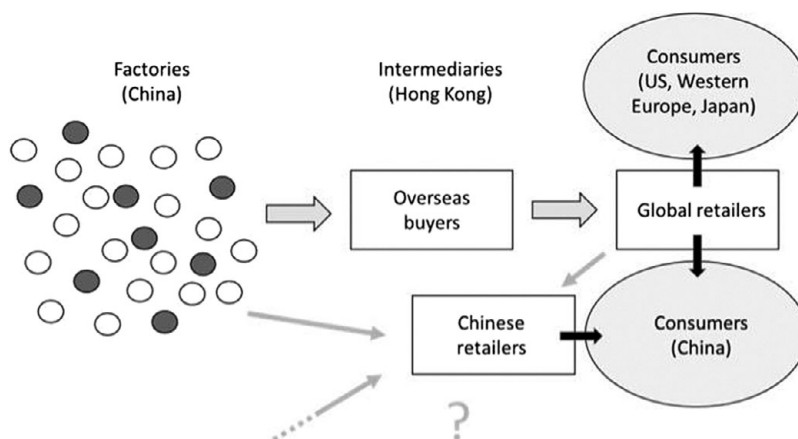 Factories
(China)
Intermediaries
(Hong Kong)
Consumers
(US, Western
Europe, Japan)
Overseas
buyers
Global retailers
Chinese
retailers
Consumers
(China)
?